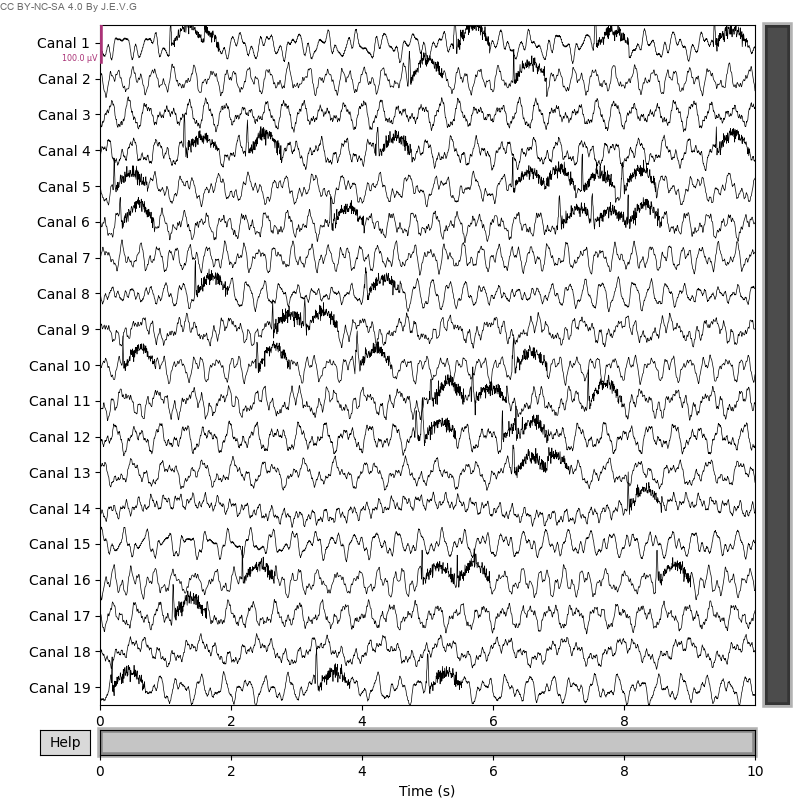 CC BY-NC-SA 4.0 By J.E.V.G
Canal 1
100.0 µV
Canal 2
Canal 3
Canal 4
Canal 5
Canal 6
Canal 7
Canal 8
Canal 9
Canal 10
Canal 11
Canal 12
Canal 13
Canal 14
Canal 15
Canal 16
Canal 17
Canal 18
Canal 19
0 2 4 6 8
Help
0 2 4 6 8 10
Time (s)